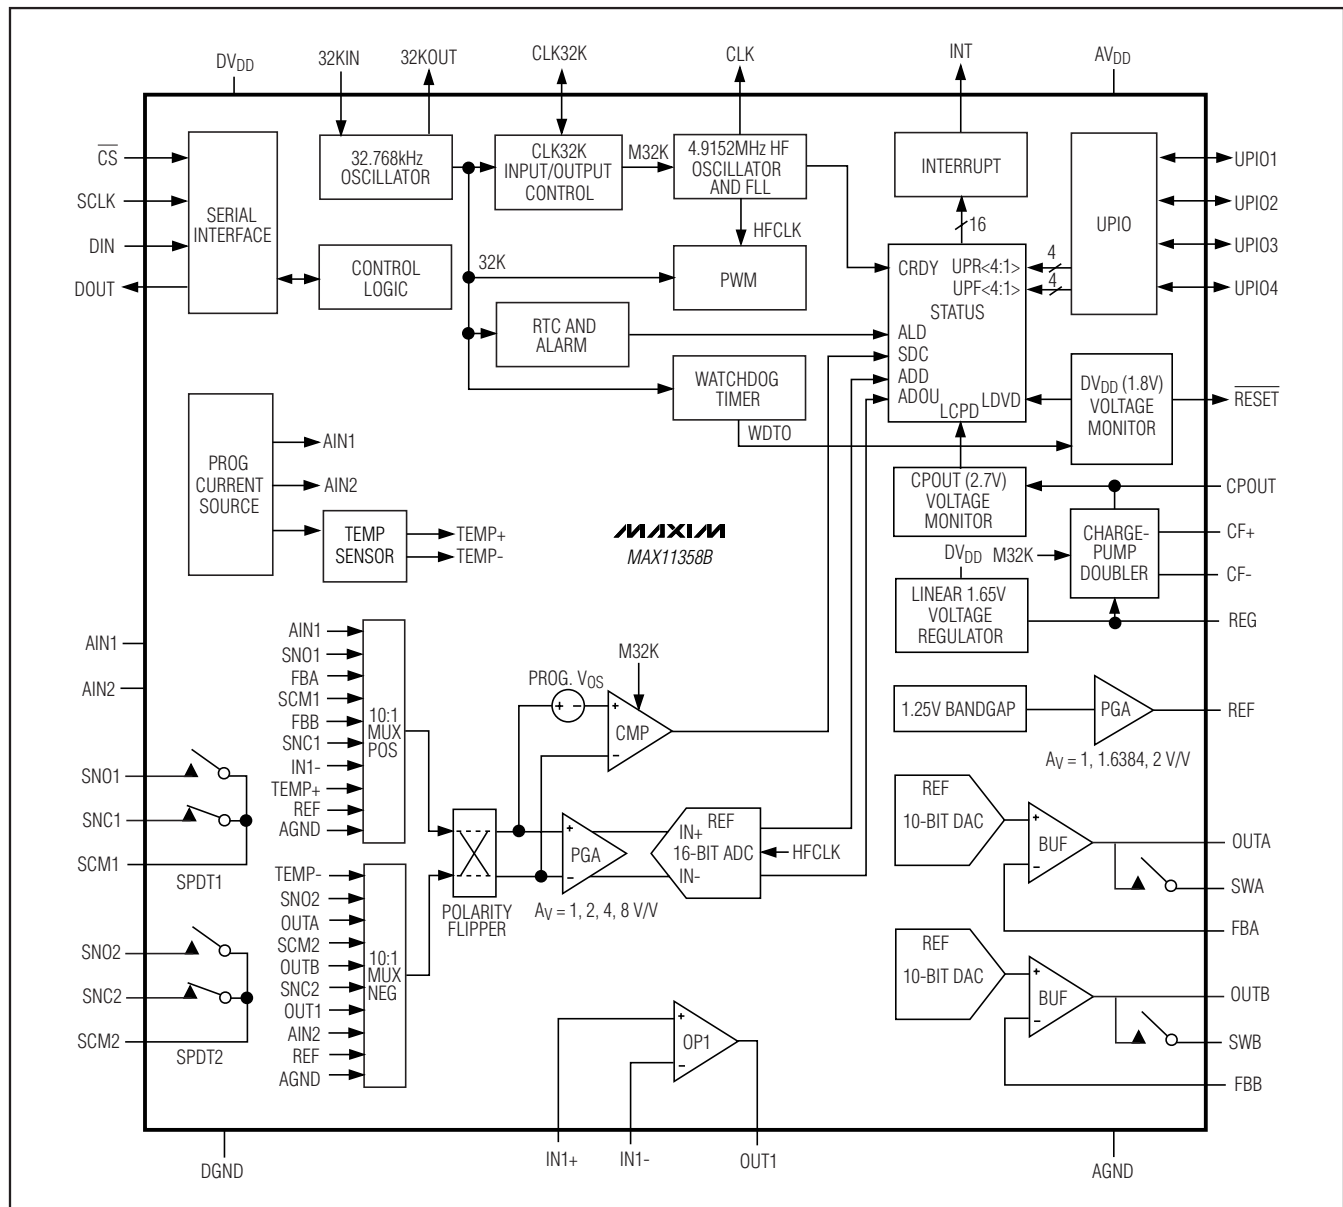 DVDD
32KIN
32KOUT
CLK32K
CLK
INT
AVDD
CS
SCLK
DIN
DOUT
SERIAL
INTERFACE
32.768kHz
OSCILLATOR
CLK32K
INPUT/OUTPUT
CONTROL
M32K
4.9152MHz HF
OSCILLATOR
AND FLL
INTERRUPT
UPIO
UPIO1
UPIO2
UPIO3
UPIO4
16
HFCLK
CONTROL
LOGIC
32K
PWM
CRDY
UPR<4:1>
4
UPF<4:1>
4
STATUS
RTC AND
ALARM
ALD
SDC
ADD
ADOU
LDVD
LCPD
WATCHDOG
TIMER
WDTO
DVDD (1.8V)
VOLTAGE
MONITOR
RESET
PROG
CURRENT
SOURCE
AIN1
AIN2
TEMP
SENSOR
TEMP+
TEMP-
MAXIM
MAX11358B
CPOUT (2.7V)
VOLTAGE
MONITOR
CPOUT
DVDD
M32K
CHARGE-
PUMP
DOUBLER
CF+
CF-
LINEAR 1.65V
VOLTAGE
REGULATOR
REG
AIN1
AIN2
AIN1
SNO1
FBA
SCM1
FBB
SNC1
IN1-
TEMP+
REF
AGND
10:1
MUX
POS
M32K
PROG. VOS
+ -
+
CMP
-
1.25V BANDGAP
PGA
REF
AV = 1, 1.6384, 2 V/V
SNO1
SNC1
SCM1
SPDT1
POLARITY
FLIPPER
+
PGA
-
AV = 1, 2, 4, 8 V/V
IN+
REF
16-BIT ADC
IN-
HFCLK
REF
10-BIT DAC
+
BUF
-
OUTA
SWA
FBA
TEMP-
SNO2
OUTA
SCM2
OUTB
SNC2
OUT1
AIN2
REF
AGND
10:1
MUX
NEG
SNO2
SNC2
SCM2
SPDT2
REF
10-BIT DAC
+
BUF
-
OUTB
SWB
FBB
+
OP1
-
DGND
IN1+
IN1-
OUT1
AGND